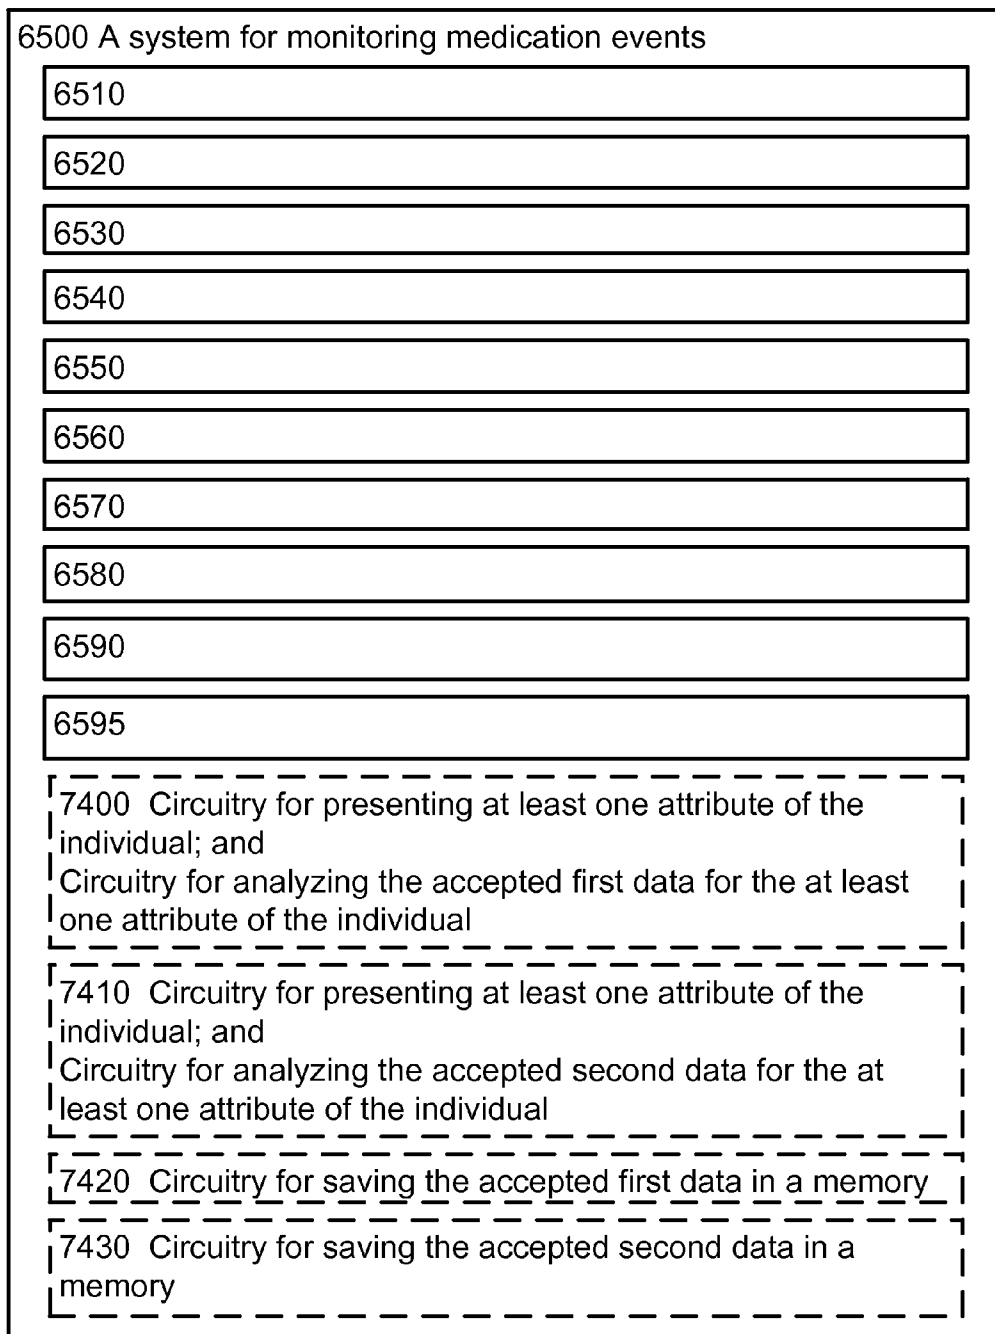 6500 A system for monitoring medication events
6510
6520
6530
6540
6550
6560
6570
6580
6590
6595
7400 Circuitry for presenting at least one attribute of the
individual; and
Circuitry for analyzing the accepted first data for the at least
one attribute of the individual
7410 Circuitry for presenting at least one attribute of the
individual; and
Circuitry for analyzing the accepted second data for the at
least one attribute of the individual
7420 Circuitry for saving the accepted first data in a memory
7430 Circuitry for saving the accepted second data in a
memory